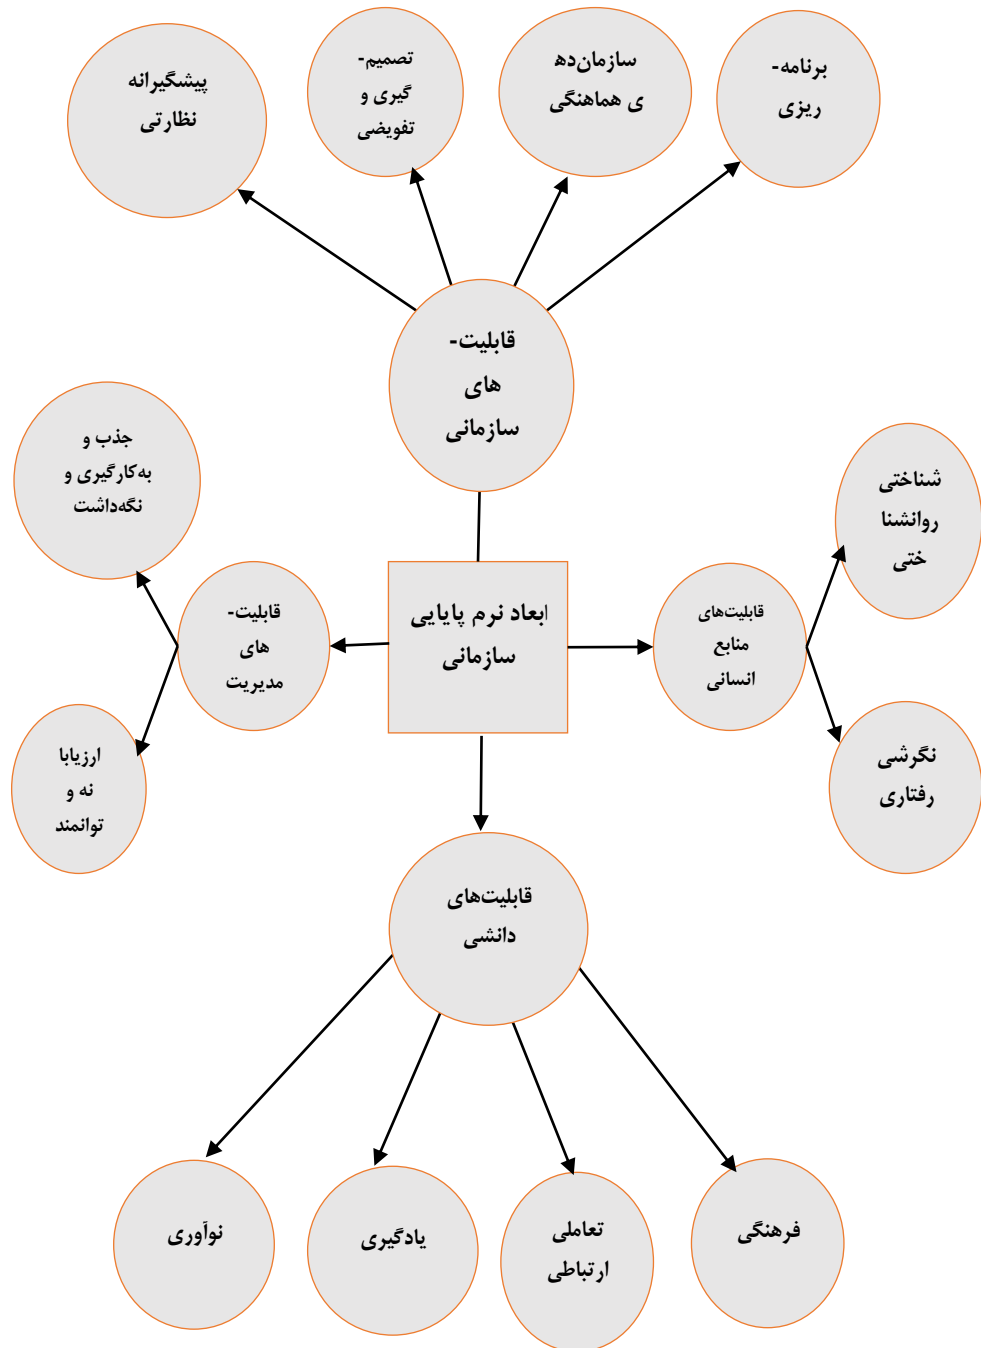 برنامه-
ریزی
سازمان‌ده
ی هماهنگی
تصمیم-
گیری و
تفویضی
پیشگیرانه
نظارتی
قابلیت-
های
سازمانی
شناختی
روانشنا
ختی
جذب و
به‌کارگیری و
نگه‌داشت
قابلیت‌های
منابع
انسانی
ابعاد نرم پایایی
سازمانی
قابلیت-
های
مدیریت
نگرشی
رفتاری
ارزیابا
نه و
توانمند
قابلیت‌های
دانشی
فرهنگی
تعاملی
ارتباطی
یادگیری
نوآوری